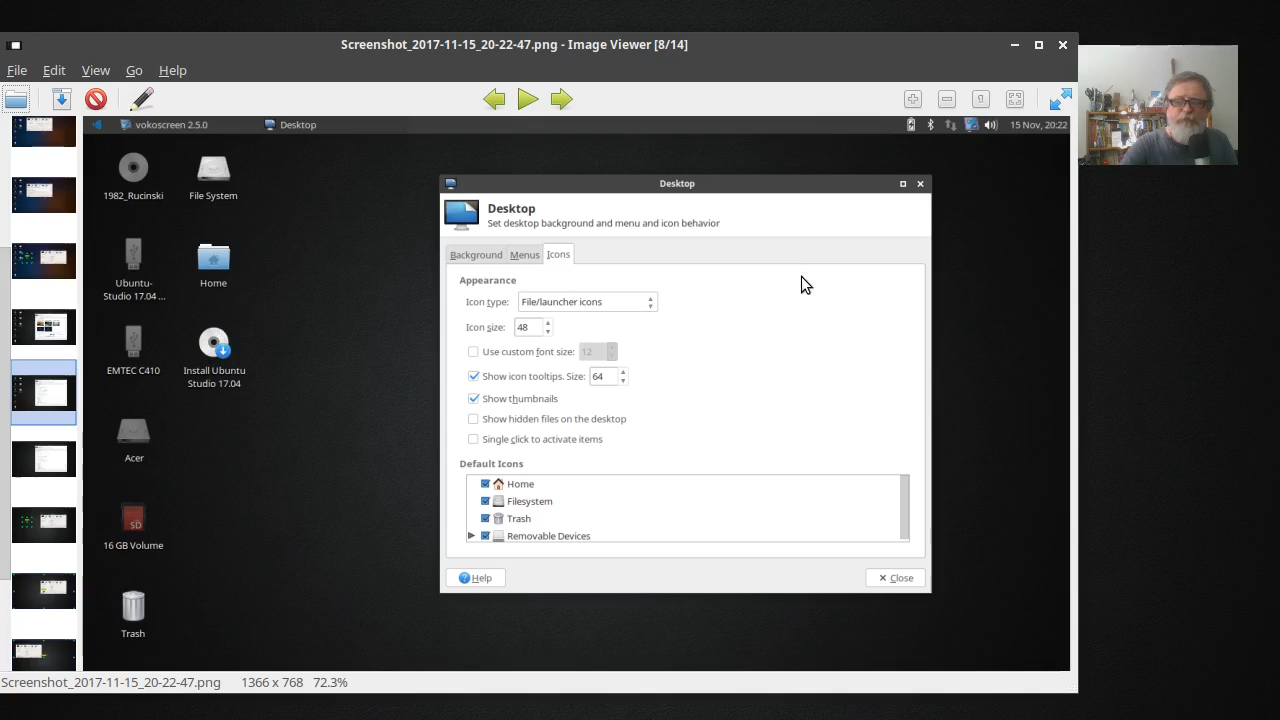 Screenshot_2017-11-15_20-22-47.png - Image Viewer [8/14]
File Edit View Go Help
vokoscreen 2.5.0 Desktop 15 Nov, 20:22
1982_Rucinski File System
Ubuntu-
Studio 17.04 ...
Home
EMTEC C410
Install Ubuntu
Studio 17.04
Acer
SD
16 GB Volume
Trash
Desktop
Desktop
Set desktop background and menu and icon behavior
Background Menus Icons
Appearance
Icon type: File/launcher icons
Icon size: 48
Use custom font size: 12
Show icon tooltips. Size: 64
Show thumbnails
Show hidden files on the desktop
Single click to activate items
Default Icons
Home
Filesystem
Trash
Removable Devices
Help Close
Screenshot_2017-11-15_20-22-47.png 1366 x 768 72.3%